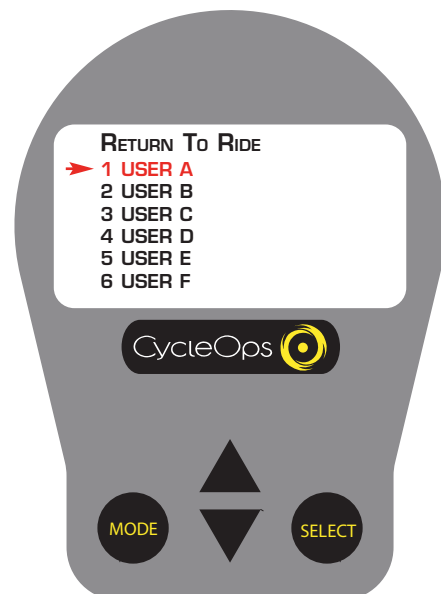 Return To Ride
1 USER A
2 USER B
3 USER C
4 USER D
5 USER E
6 USER F
CycleOps
MODE
SELECT